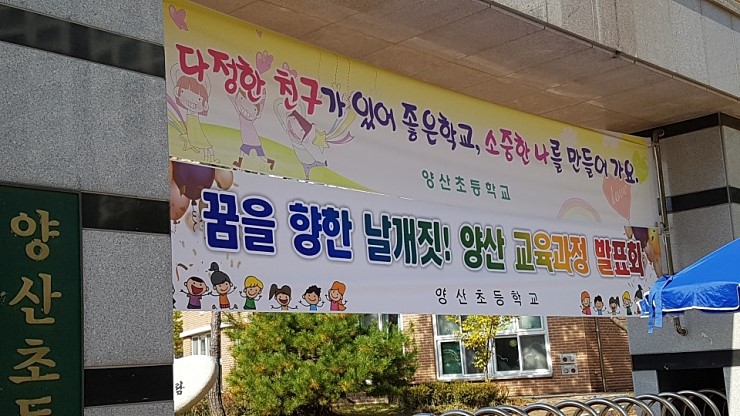 다정한 친구가 있어 좋은학교, 소중한 나를 만들어 가요.
양산초등학교
love
꿈을 향한 날개짓! 양산 교육과정 발표회
양산초등학교
양산초등